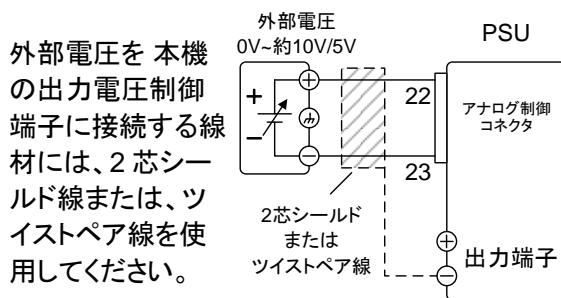 外部電圧を 本機
の出力電圧制御
端子に接続する線
材には、2 芯シー
ルド線または、ツ
イストペア線を使
用してください。
外部電圧
0V~約10V/5V
PSU
+
−
22
23
アナログ制御
コネクタ
2芯シールド
または
ツイストペア線
+
出力端子
−